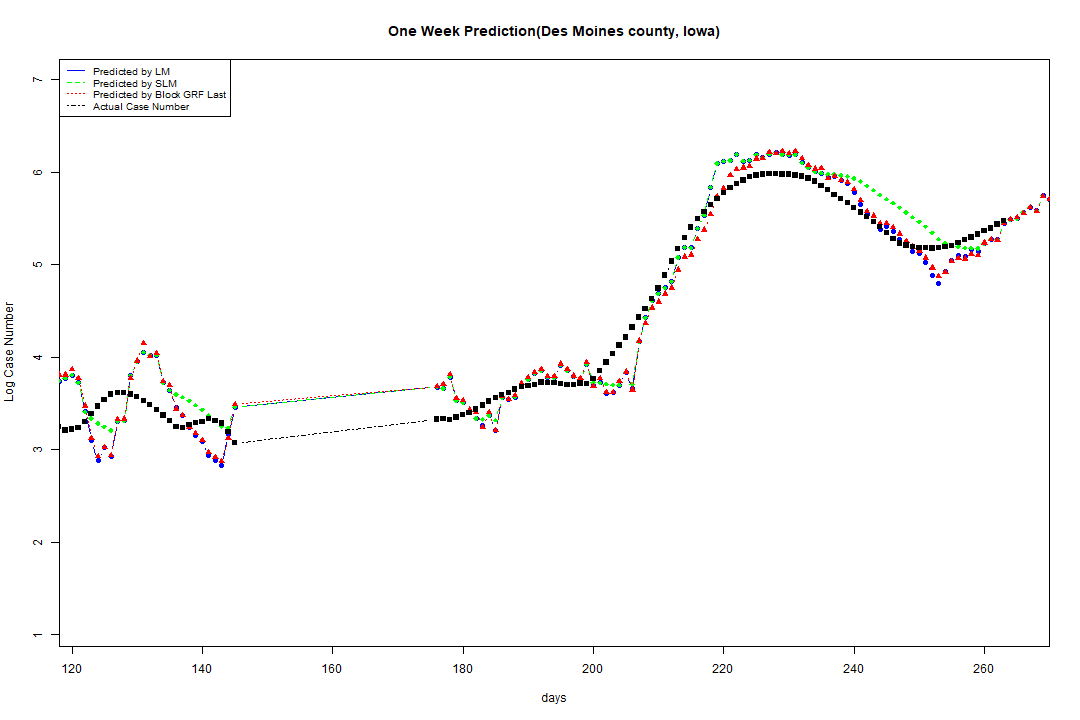 One Week Prediction(Des Moines county, Iowa)
Predicted by LM
Predicted by SLM
Predicted by Block GRF Last
Actual Case Number
7
6
5
4
3
2
1
Log Case Number
120 140 160 180 200 220 240 260
days